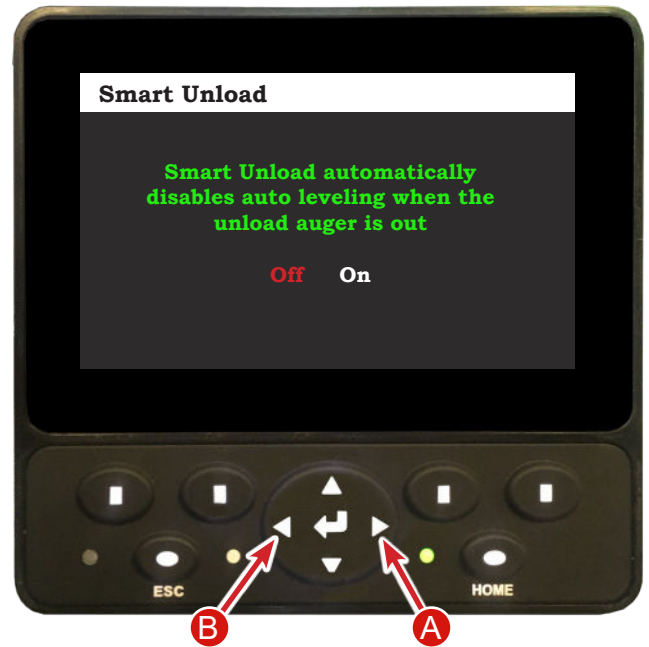 Smart Unload
Smart Unload automatically
disables auto leveling when the
unload auger is out
Off On
ESC HOME
B A